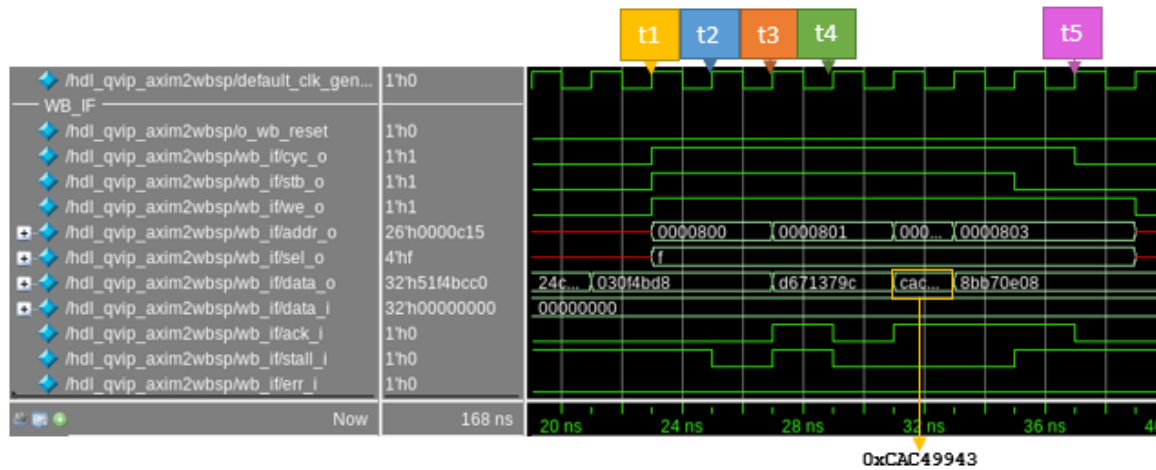 t1 t2 t3 t4 t5
/hdl_qvip_axim2wbsp/default_clk_gen... 1'h0
WB_IF
/hdl_qvip_axim2wbsp/o_wb_reset 1'h0
/hdl_qvip_axim2wbsp/wb_if/cyc_o 1'h1
/hdl_qvip_axim2wbsp/wb_if/stb_o 1'h1
/hdl_qvip_axim2wbsp/wb_if/we_o 1'h1
/hdl_qvip_axim2wbsp/wb_if/addr_o 26'h0000c15 0000800 0000801 000... 0000803
/hdl_qvip_axim2wbsp/wb_if/sel_o 4'hf f
/hdl_qvip_axim2wbsp/wb_if/data_o 32'h51f4bcc0 24c... 030f4bd8 d671379c cac... 8bb70e08
/hdl_qvip_axim2wbsp/wb_if/data_i 32'h00000000 00000000
/hdl_qvip_axim2wbsp/wb_if/ack_i 1'h0
/hdl_qvip_axim2wbsp/wb_if/stall_i 1'h0
/hdl_qvip_axim2wbsp/wb_if/err_i 1'h0
Now 168 ns 20 ns 24 ns 28 ns 32 ns 36 ns
0xCAC49943